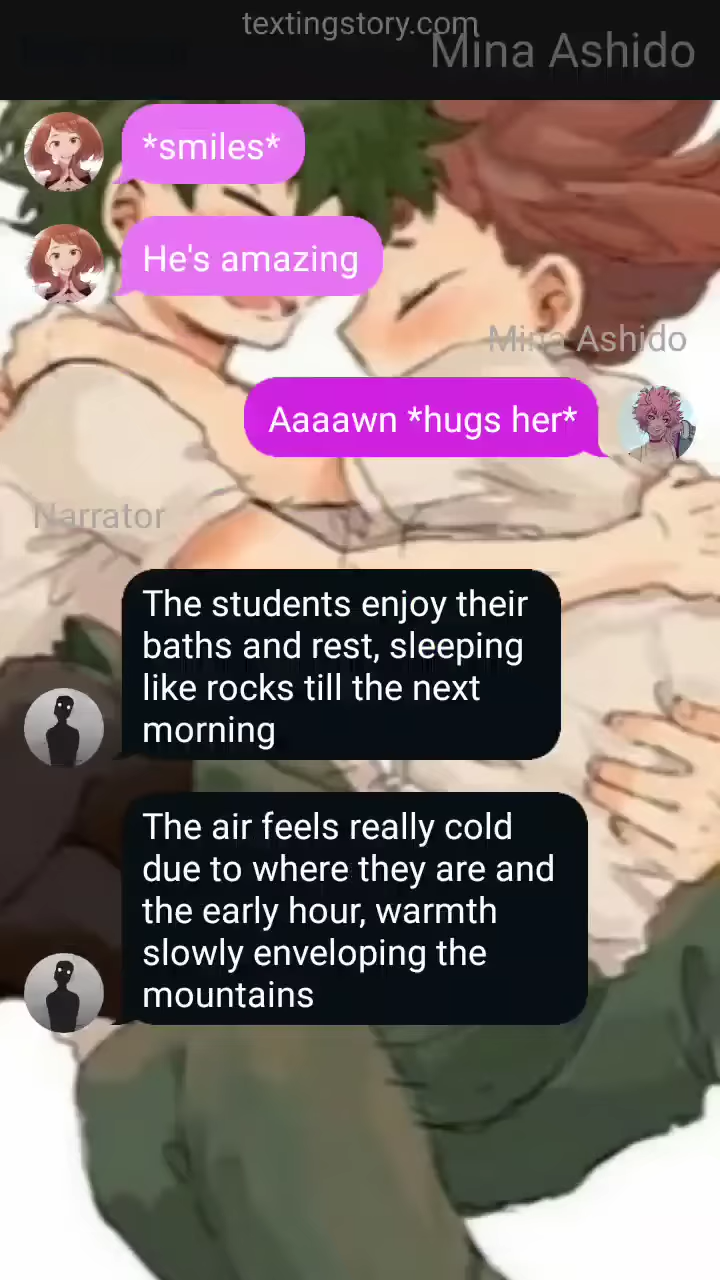 textingstory.com
Mina Ashido
*smiles*
He's amazing
Mina Ashido
Aaaawn *hugs her*
Narrator
The students enjoy their
baths and rest, sleeping
like rocks till the next
morning
The air feels really cold
due to where they are and
the early hour, warmth
slowly enveloping the
mountains